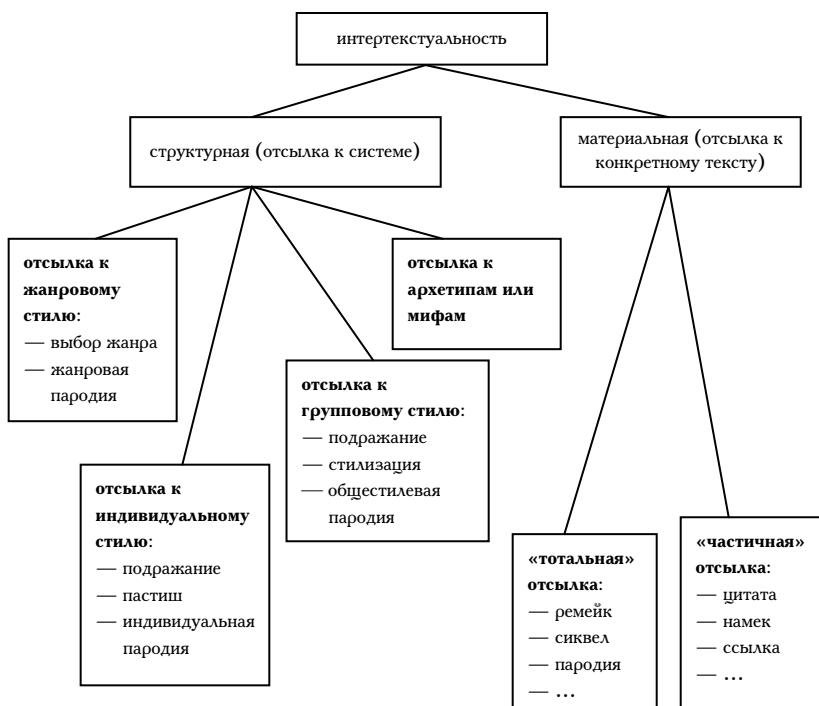 интертекстуальность
структурная (отсылка к системе)
материальная (отсылка к
конкретному тексту)
отсылка к
жанровому
стилю:
— выбор жанра
— жанровая
пародия
отсылка к
архетипам или
мифам
отсылка к
групповому стилю:
— подражание
— стилизация
— общестилевая
пародия
отсылка к
индивидуальному
стилю:
— подражание
— пастиш
— индивидуальная
пародия
«тотальная»
отсылка:
— ремейк
— сиквел
— пародия
— ...
«частичная»
отсылка:
— цитата
— намек
— ссылка
— ...